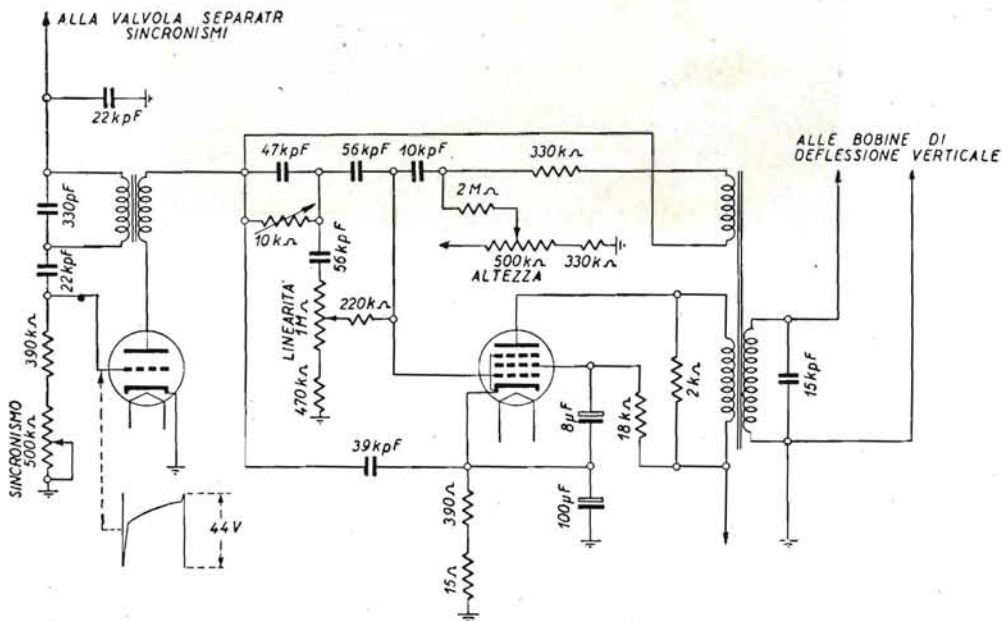 ALLA VALVOLA SEPARATR
SINCRONISMI
22kpF
330pF
22kpF
390kΩ
SINCRONISMO
500kΩ
44V
47kpF
56kpF
10kpF
330kΩ
2MΩ
10kΩ
56kpF
500kΩ
330kΩ
ALTEZZA
LINEARITÀ
1MΩ
220kΩ
470kΩ
39kpF
390Ω
15Ω
8µF
100µF
18kΩ
2kΩ
15kpF
ALLE BOBINE DI
DEFLESSIONE VERTICALE